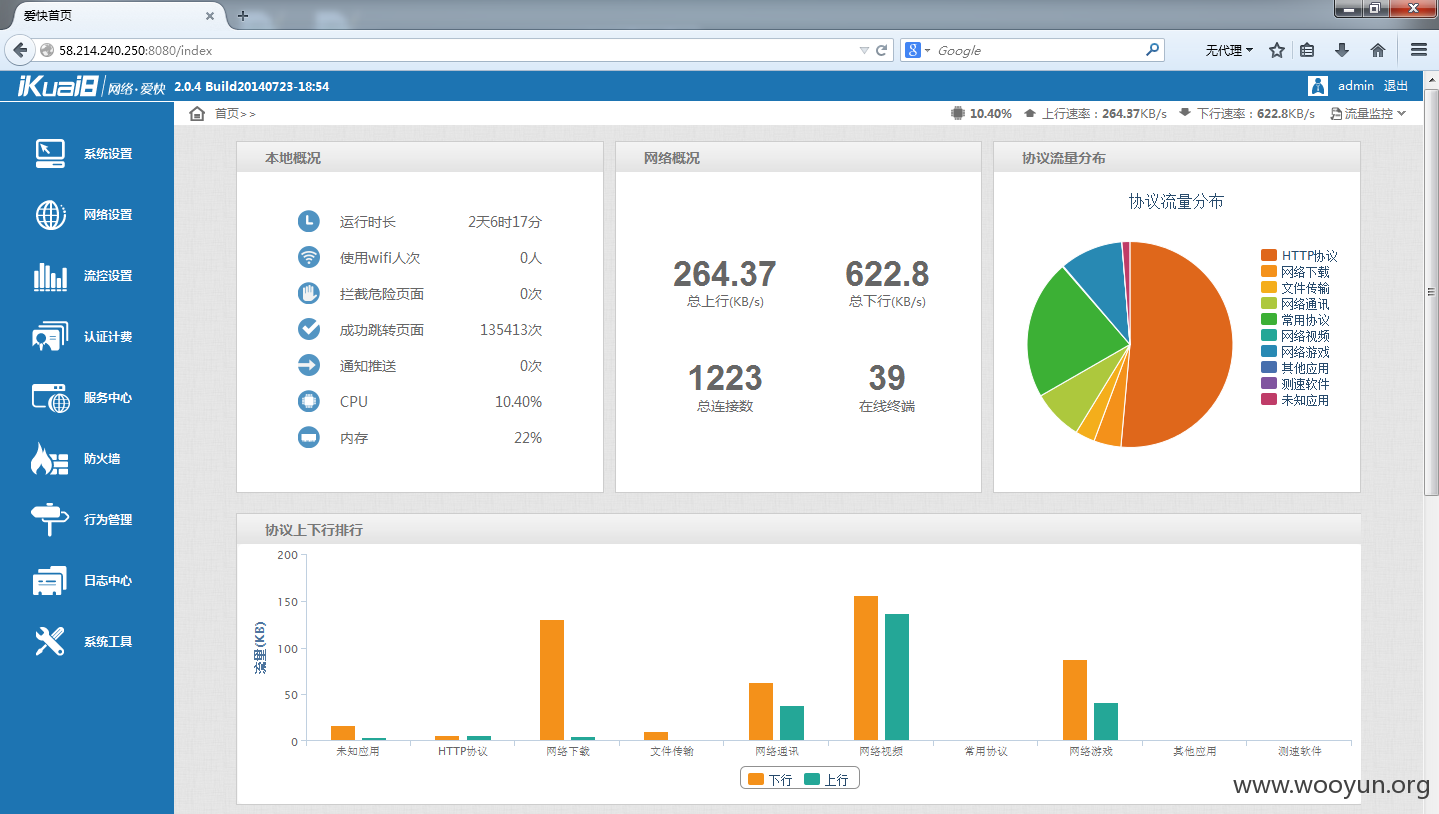 爱快首页
58.214.240.250:8080/index
Google
无代理
iKuai8 网络·爱快 2.0.4 Build20140723-18:54
admin 退出
首页>>
10.40% 上行速率：264.37KB/s 下行速率：622.8KB/s 流量监控
系统设置
网络设置
流控设置
认证计费
服务中心
防火墙
行为管理
日志中心
系统工具
本地概况
运行时长 2天6时17分
使用wifi人次 0人
拦截危险页面 0次
成功跳转页面 135413次
通知推送 0次
CPU 10.40%
内存 22%
网络概况
264.37 622.8
总上行(KB/s) 总下行(KB/s)
1223 39
总连接数 在线终端
协议流量分布
协议流量分布
HTTP协议
网络下载
文件传输
网络通讯
常用协议
网络视频
网络游戏
其他应用
测速软件
未知应用
协议上下行排行
流量(KB)
200
150
100
50
0
未知应用 HTTP协议 网络下载 文件传输 网络通讯 网络视频 常用协议 网络游戏 其他应用 测速软件
下行 上行
www.wooyun.org